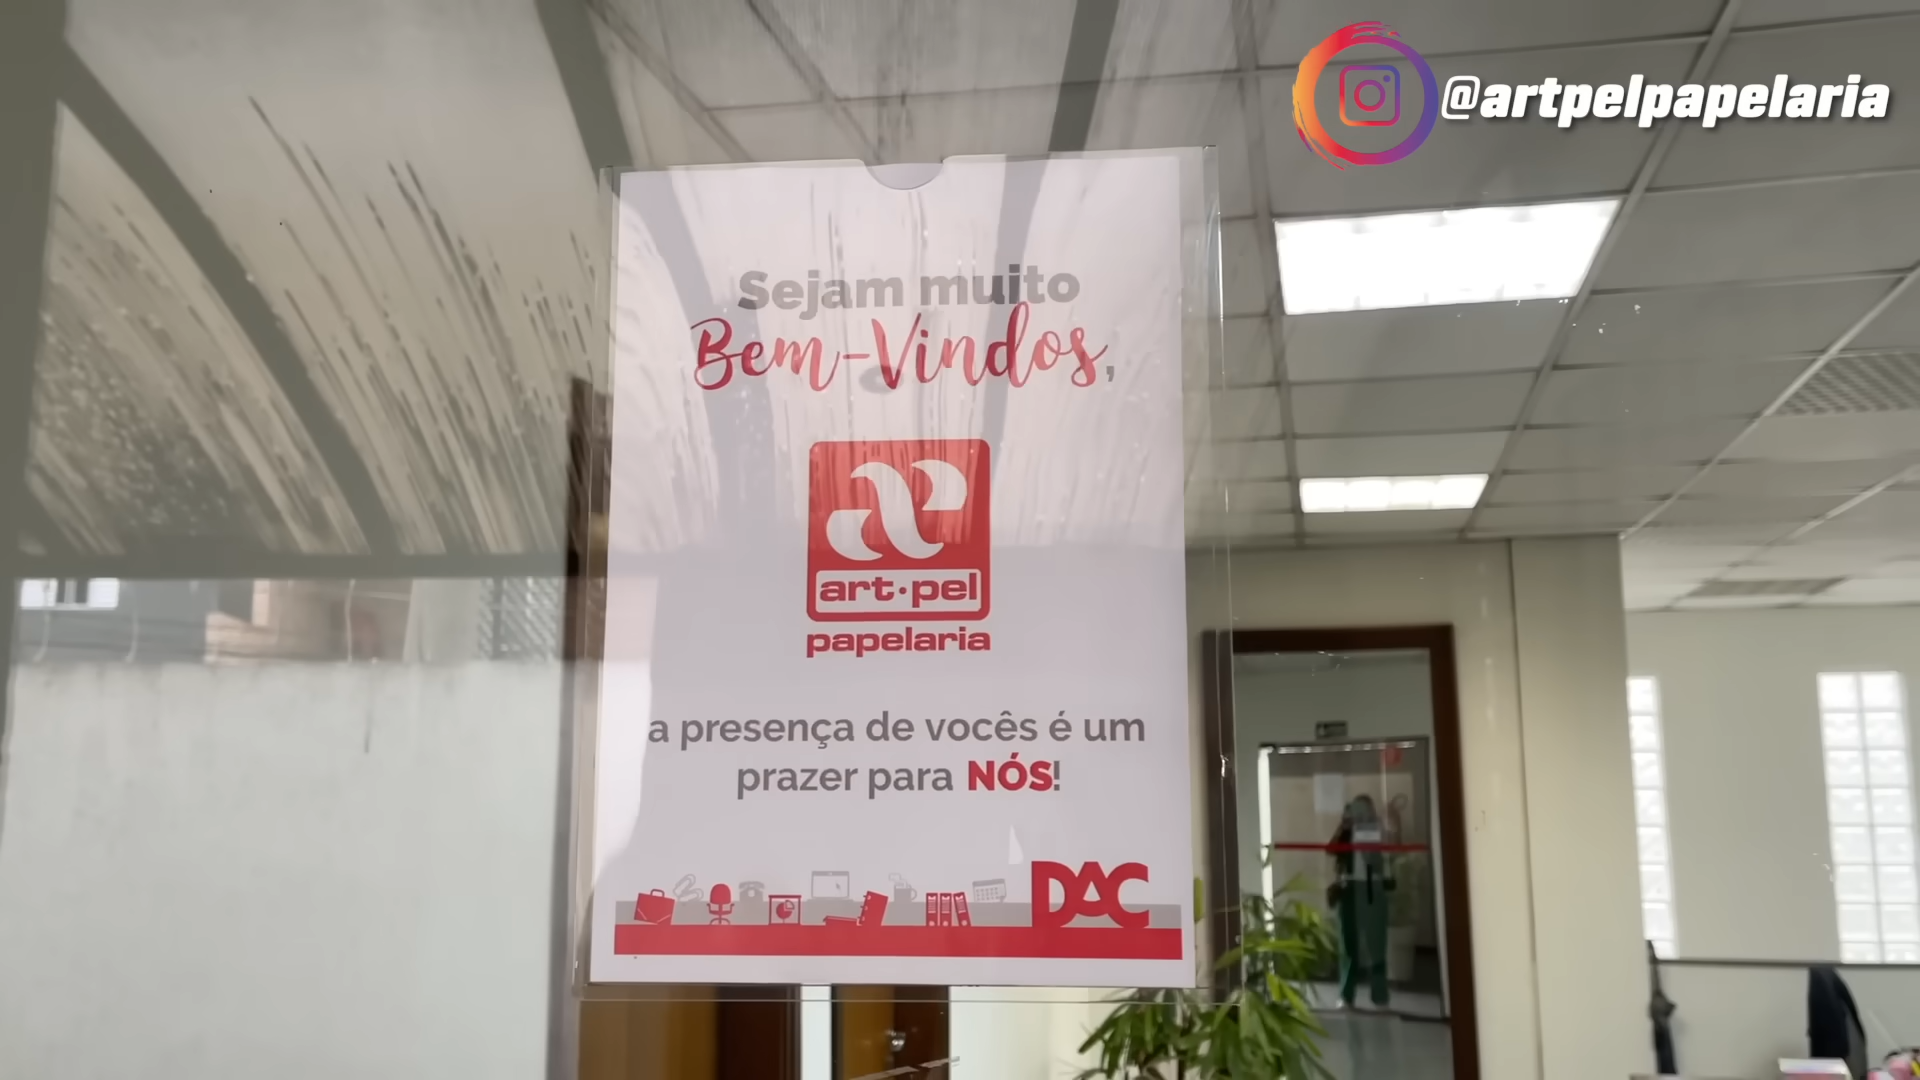 @artpelpapelaria
Sejam muito
Bem-Vindos,
art·pel
papelaria
a presença de vocês é um
prazer para NÓS!
DAC